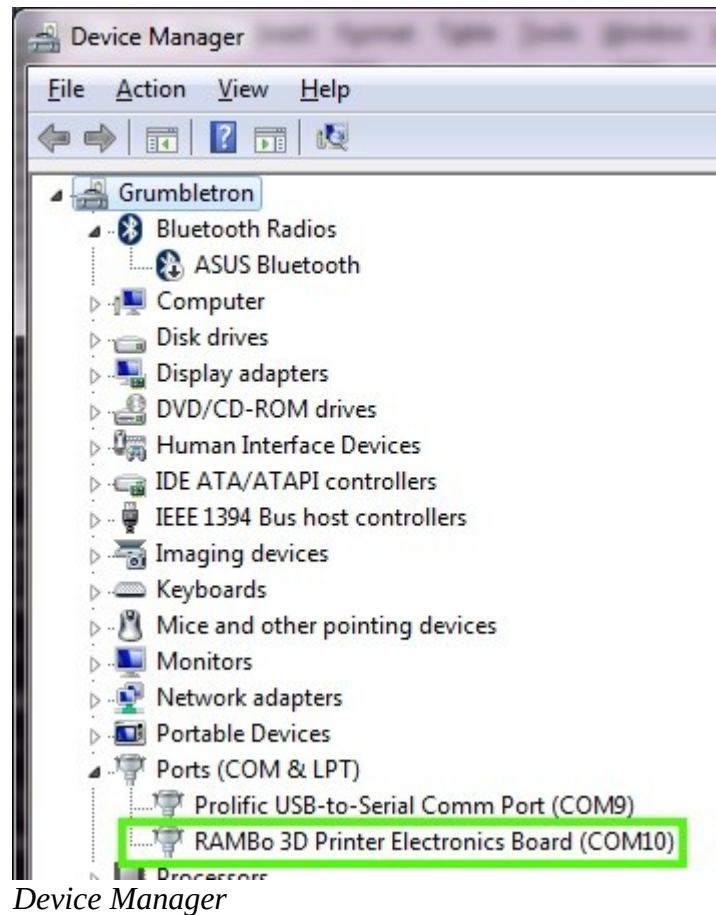 Device Manager
File Action View Help
Grumbletron
Bluetooth Radios
ASUS Bluetooth
Computer
Disk drives
Display adapters
DVD/CD-ROM drives
Human Interface Devices
IDE ATA/ATAPI controllers
IEEE 1394 Bus host controllers
Imaging devices
Keyboards
Mice and other pointing devices
Monitors
Network adapters
Portable Devices
Ports (COM & LPT)
Prolific USB-to-Serial Comm Port (COM9)
RAMBo 3D Printer Electronics Board (COM10)
Processors
Device Manager